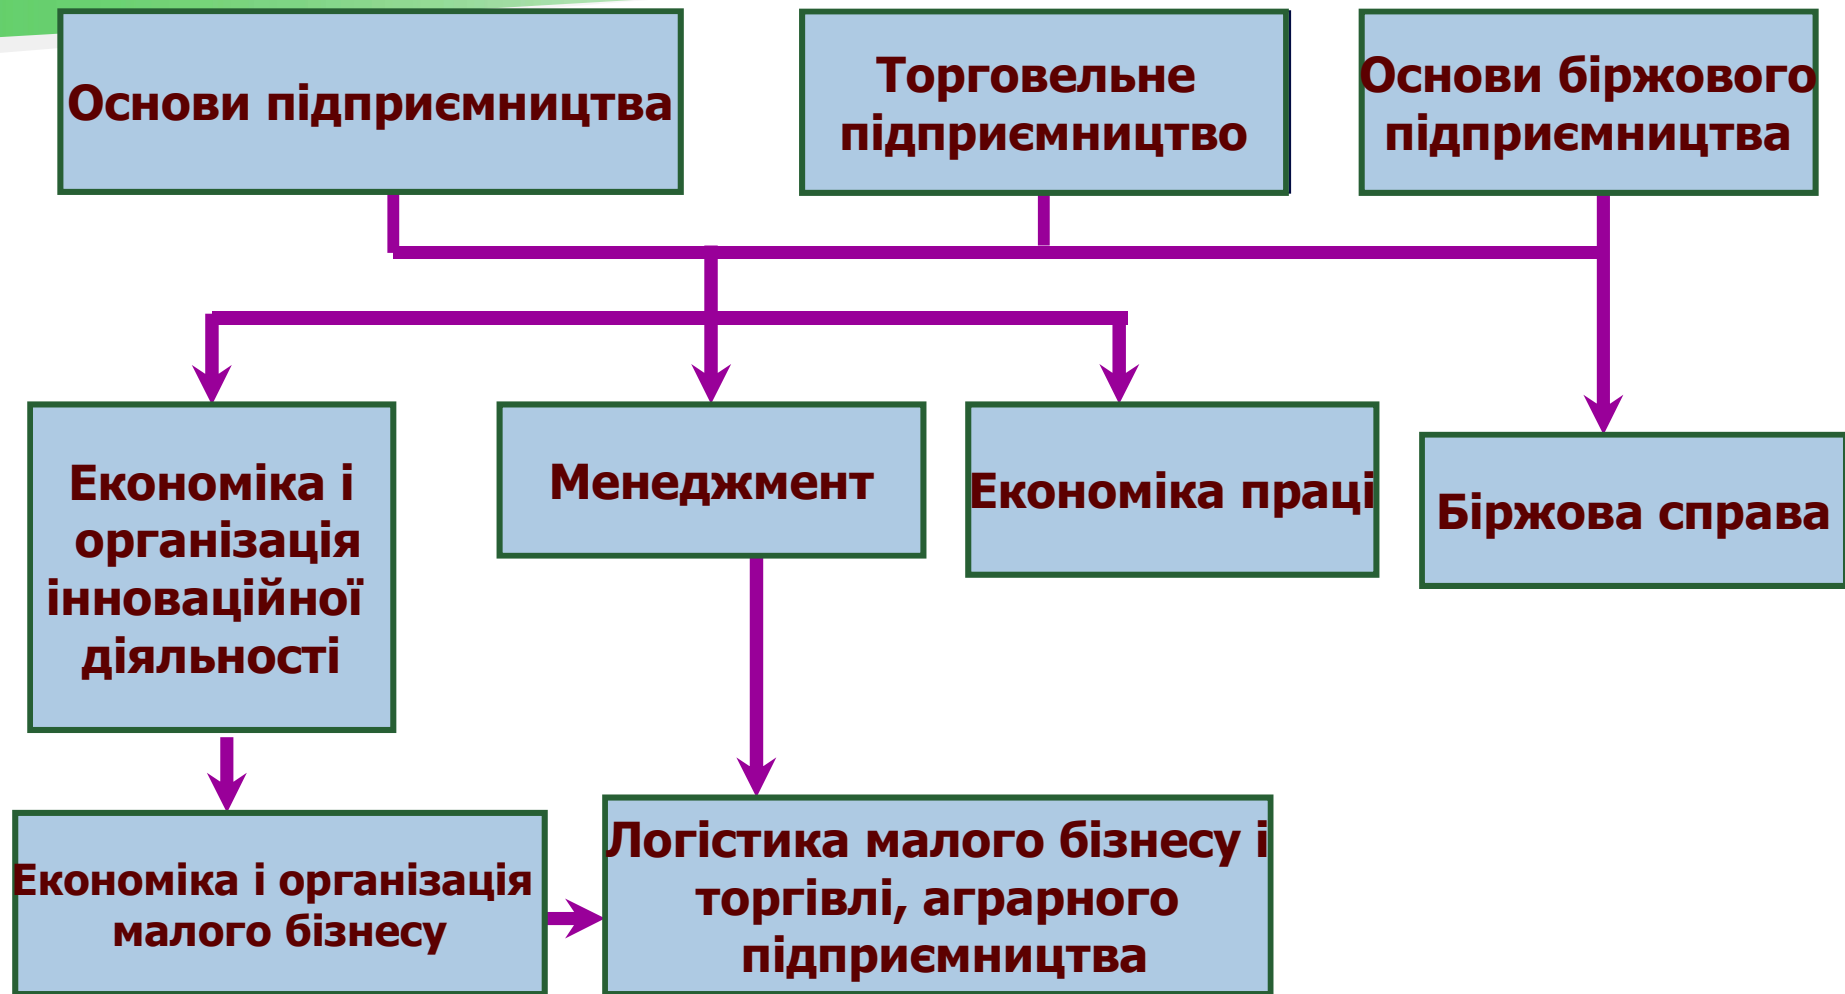 Основи підприємництва
Торговельне
підприємництво
Основи біржового
підприємництва
Економіка і
організація
інноваційної
діяльності
Менеджмент
Економіка праці
Біржова справа
Економіка і організація
малого бізнесу
Логістика малого бізнесу і
торгівлі, аграрного
підприємництва